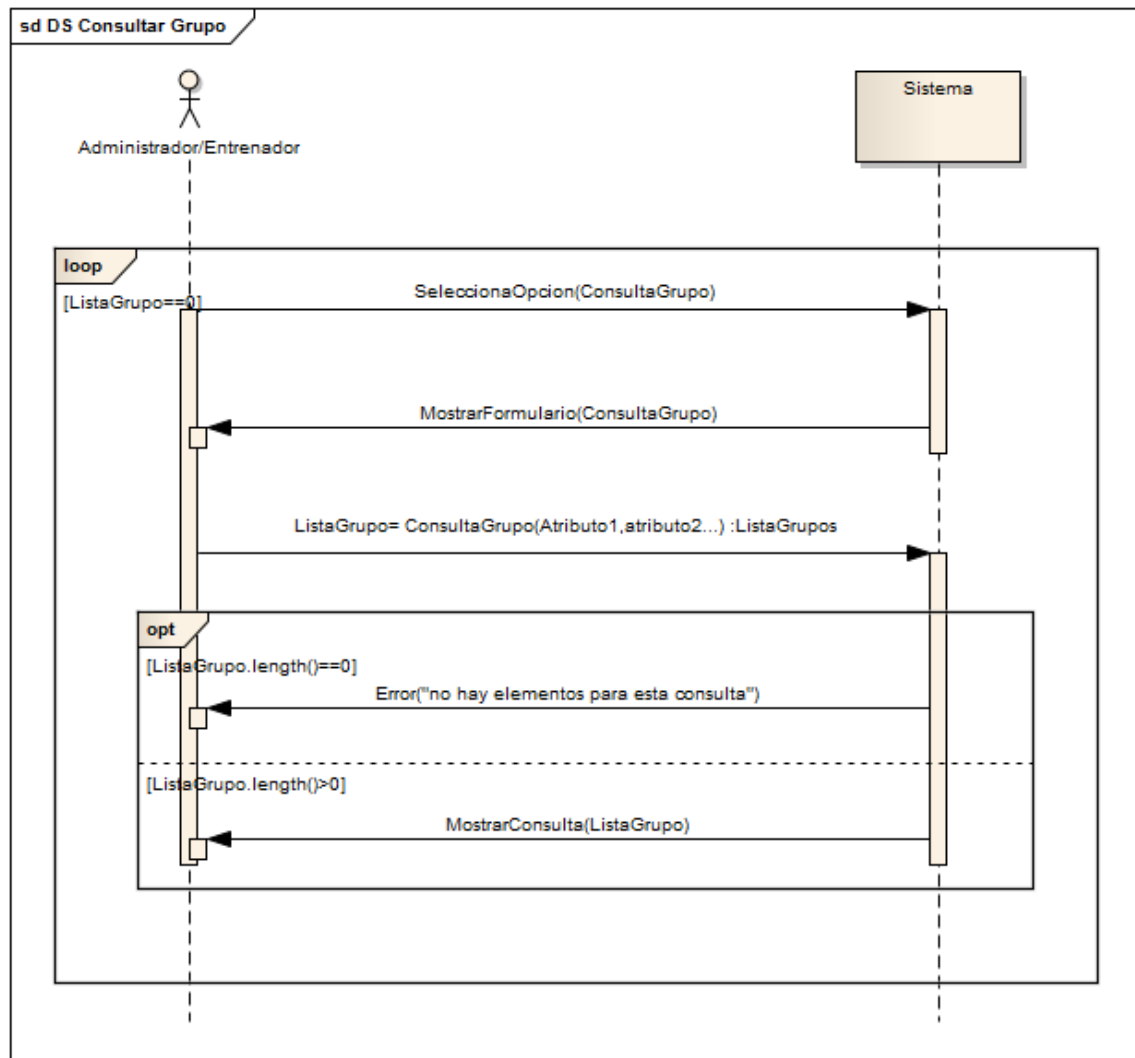 sd DS Consultar Grupo
Administrador/Entrenador
Sistema
loop
[ListaGrupo==0]
SeleccionaOpcion(ConsultaGrupo)
MostrarFormulario(ConsultaGrupo)
ListaGrupo= ConsultaGrupo(Atributo1,atributo2...) :ListaGrupos
opt
[ListaGrupo.length()==0]
Error("no hay elementos para esta consulta")
[ListaGrupo.length()>0]
MostrarConsulta(ListaGrupo)